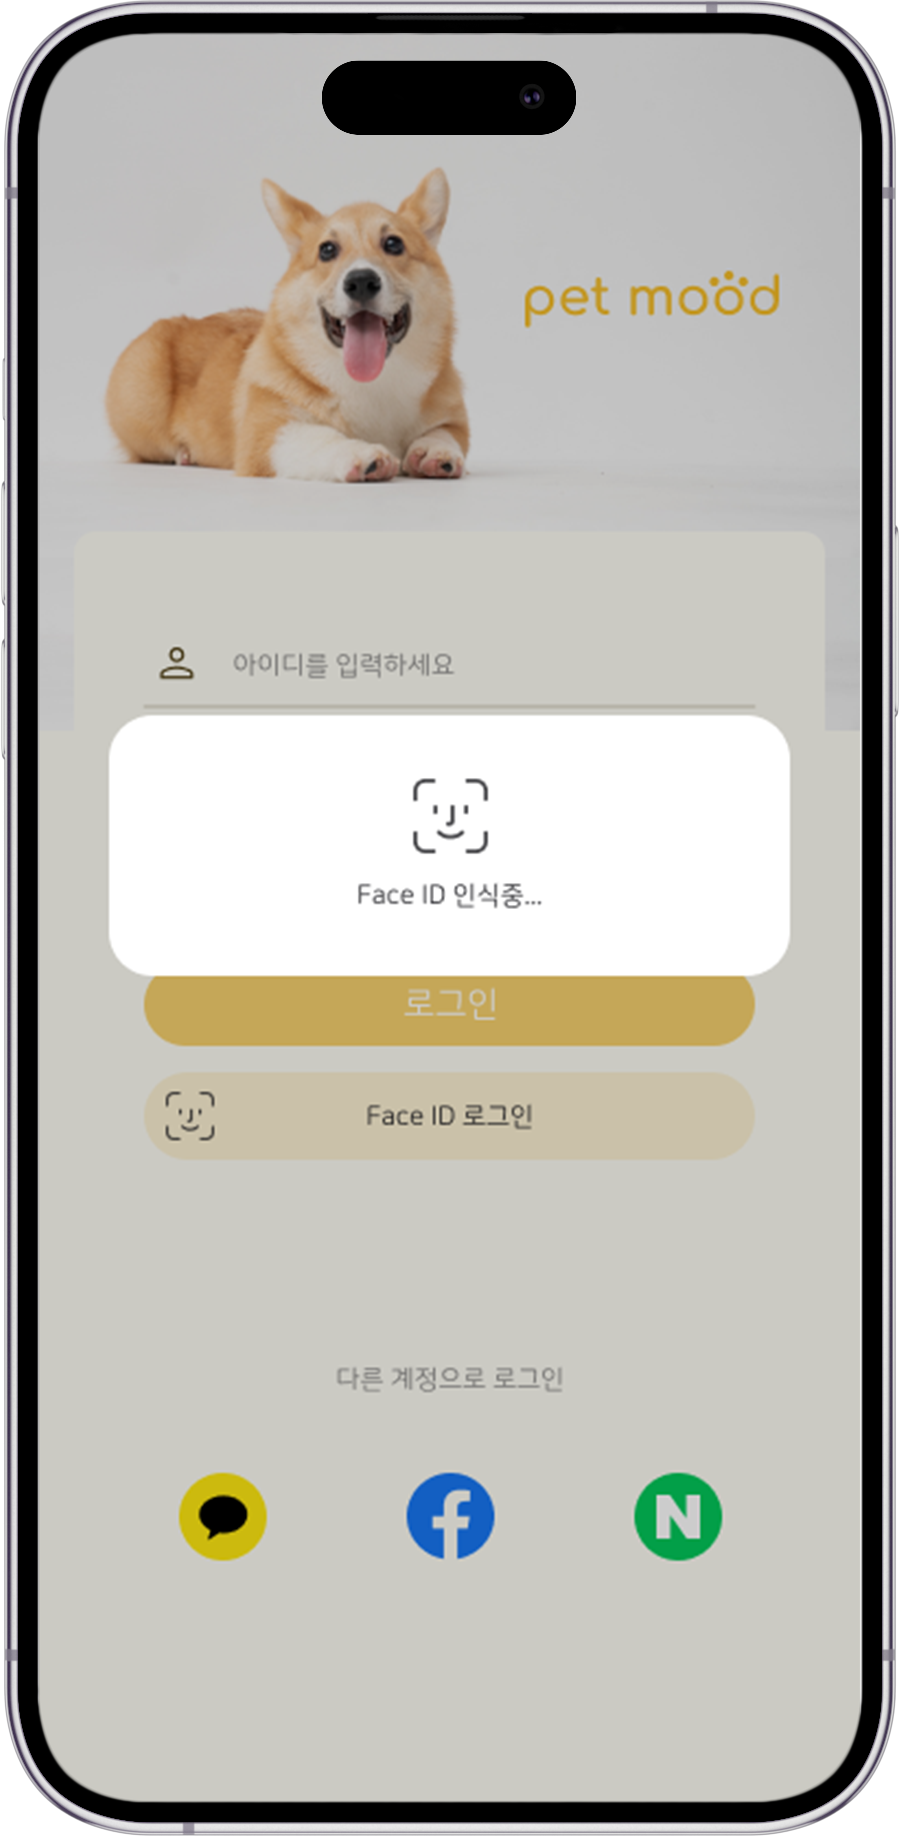 pet mood
아이디를 입력하세요
Face ID 인식중...
로그인
Face ID 로그인
다른 계정으로 로그인
N